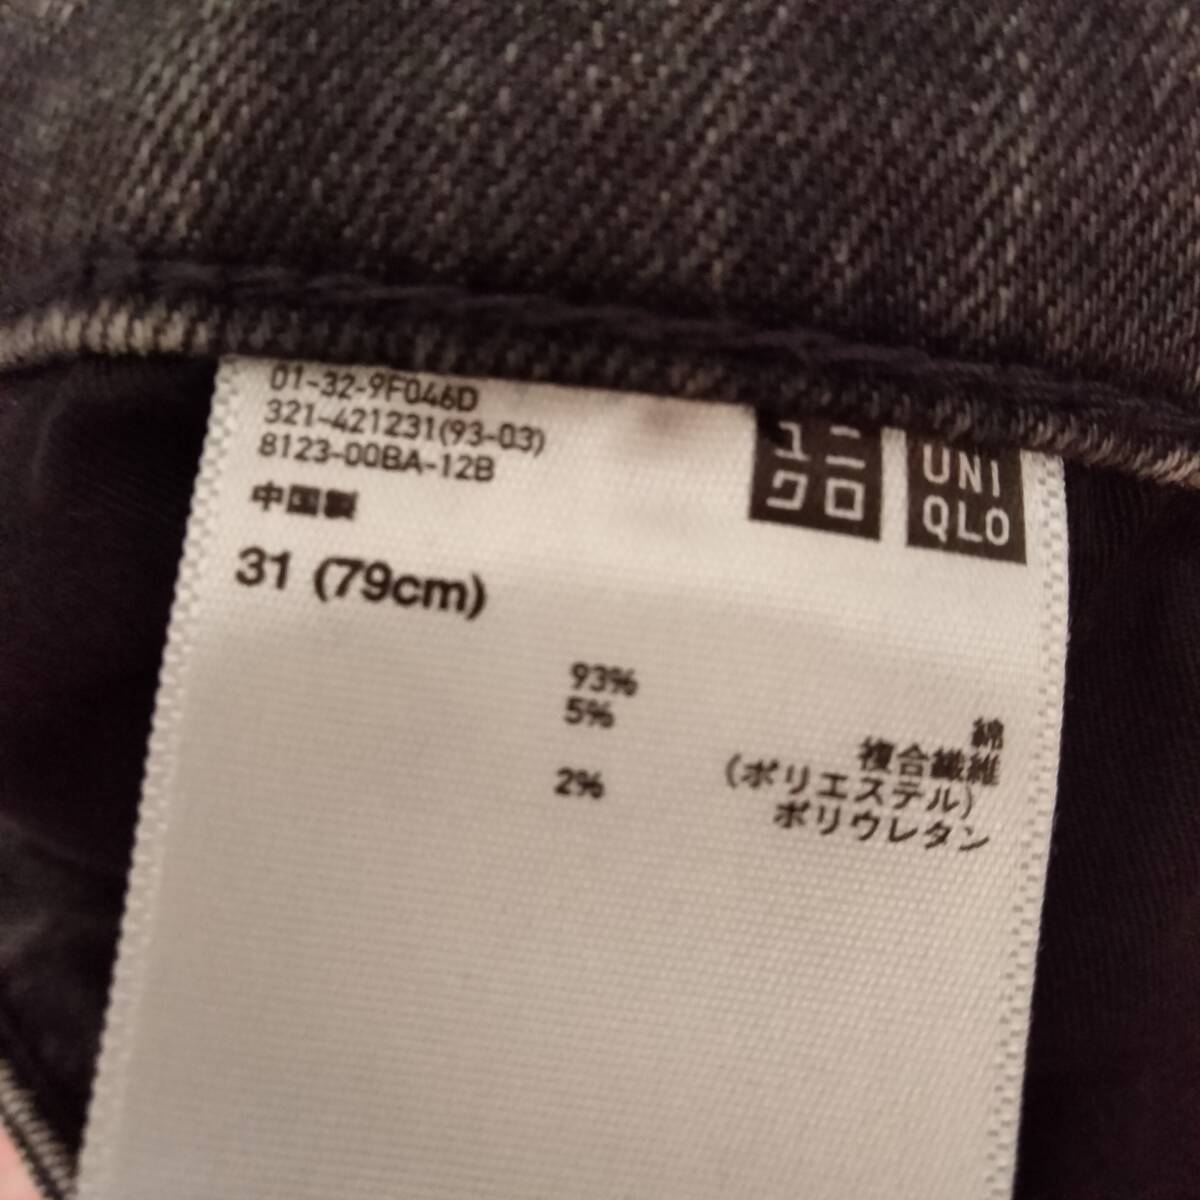 01-32-9F046D
321-421231(93-03)
8123-00BA-12B
中国製
31 (79cm)
ユニ
クロ
UNI
QLO
93% 綿
5% 複合繊維
(ポリエステル)
2% ポリウレタン